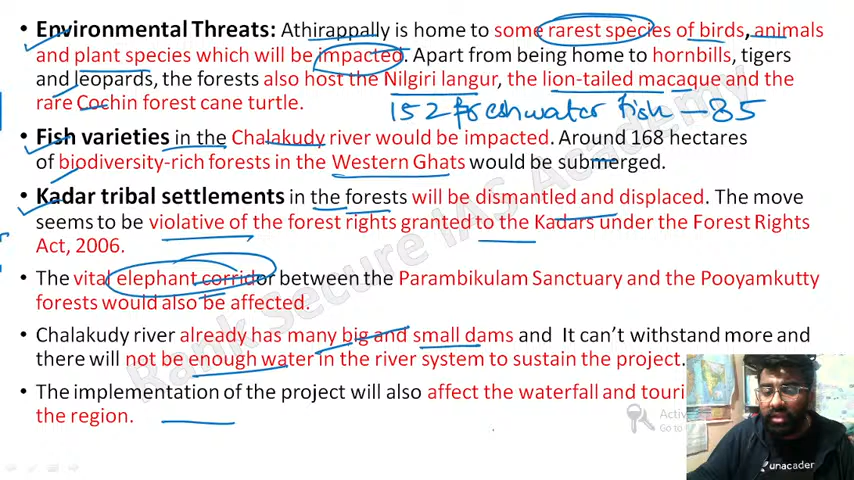 • Environmental Threats: Athirappally is home to some rarest species of birds, animals
and plant species which will be impacted. Apart from being home to hornbills, tigers
and leopards, the forests also host the Nilgiri langur, the lion-tailed macaque and the
rare Cochin forest cane turtle.
152 freshwater fish - 85
• Fish varieties in the Chalakudy river would be impacted. Around 168 hectares
of biodiversity-rich forests in the Western Ghats would be submerged.
• Kadar tribal settlements in the forests will be dismantled and displaced. The move
seems to be violative of the forest rights granted to the Kadars under the Forest Rights
Act, 2006.
• The vital elephant corridor between the Parambikulam Sanctuary and the Pooyamkutty
forests would also be affected.
• Chalakudy river already has many big and small dams and It can't withstand more and
there will not be enough water in the river system to sustain the project.
• The implementation of the project will also affect the waterfall and touri
the region.
Rank Secure IAS Academy
Activ
Go to
unacader